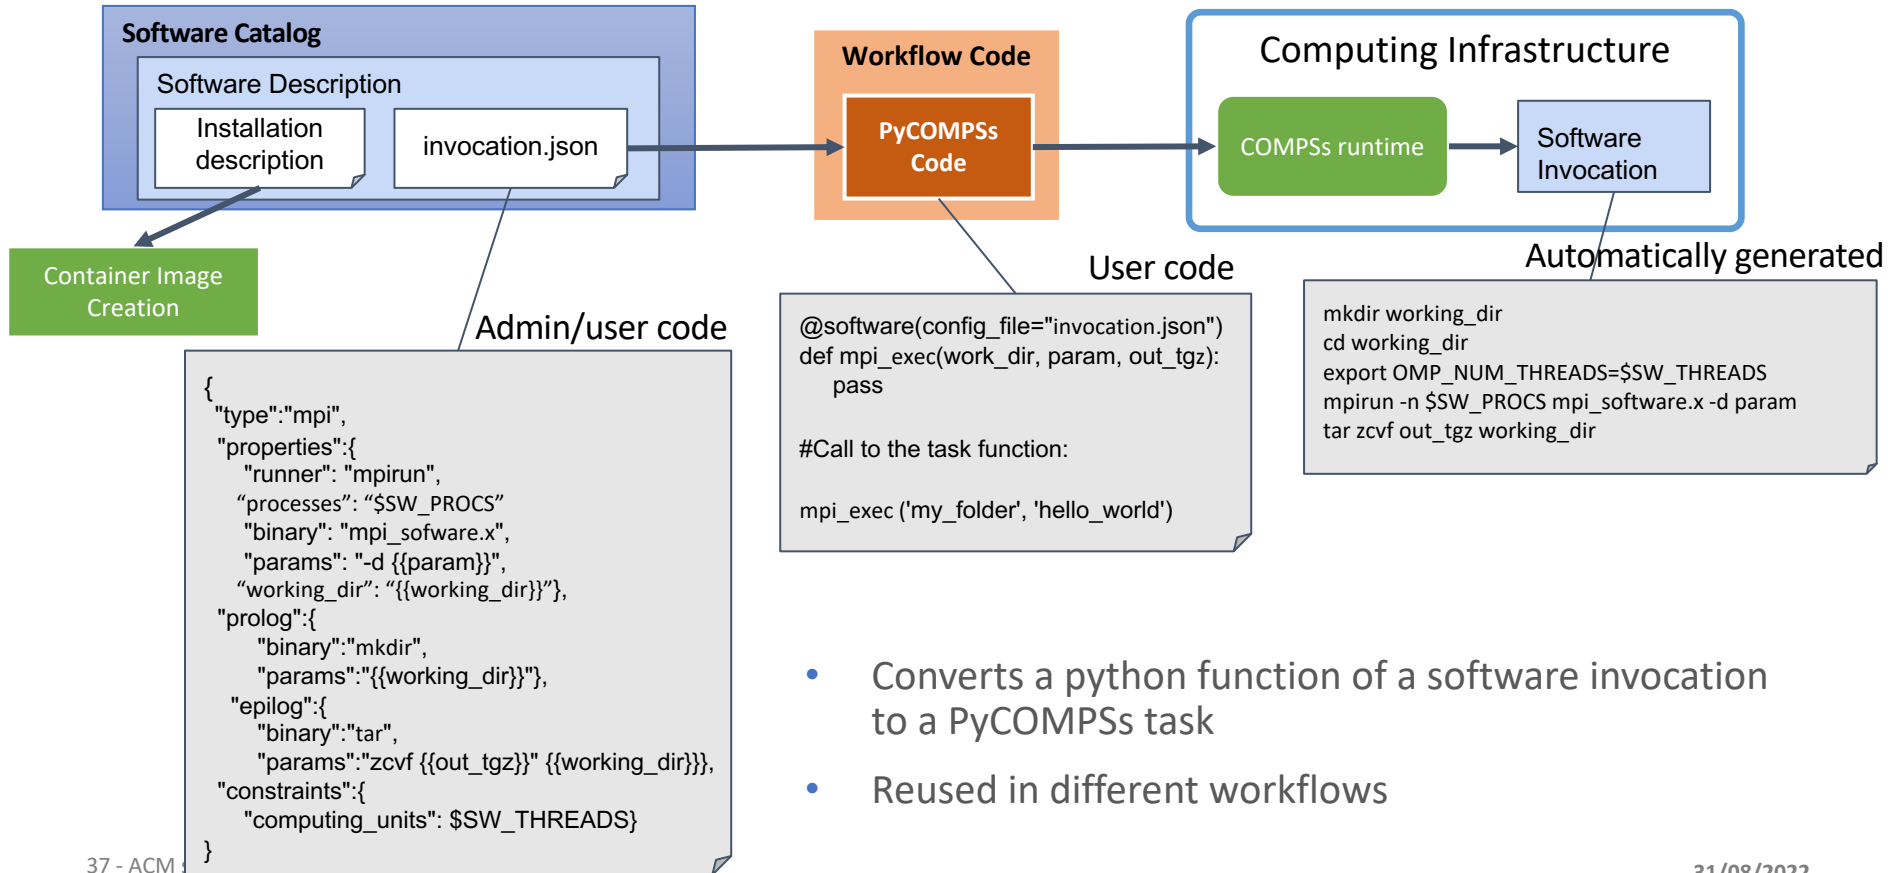 Software Catalog
Software Description
Installation
description
invocation.json
Container Image
Creation
Workflow Code
PyCOMPSs
Code
Computing Infrastructure
COMPSs runtime
Software
Invocation
Admin/user code
{
"type":"mpi",
"properties":{
"runner": "mpirun",
“processes”: “$SW_PROCS”
"binary": "mpi_sofware.x",
"params": "-d {{param}}",
“working_dir”: “{{working_dir}}”},
"prolog":{
"binary":"mkdir",
"params":"{{working_dir}}"},
"epilog":{
"binary":"tar",
"params":"zcvf {{out_tgz}}" {{working_dir}}},
"constraints":{
"computing_units": $SW_THREADS}
}
User code
@software(config_file="invocation.json")
def mpi_exec(work_dir, param, out_tgz):
pass
#Call to the task function:
mpi_exec ('my_folder', 'hello_world')
Automatically generated
mkdir working_dir
cd working_dir
export OMP_NUM_THREADS=$SW_THREADS
mpirun -n $SW_PROCS mpi_software.x -d param
tar zcvf out_tgz working_dir
• Converts a python function of a software invocation
to a PyCOMPSs task
• Reused in different workflows
37 - ACM
31/08/2022